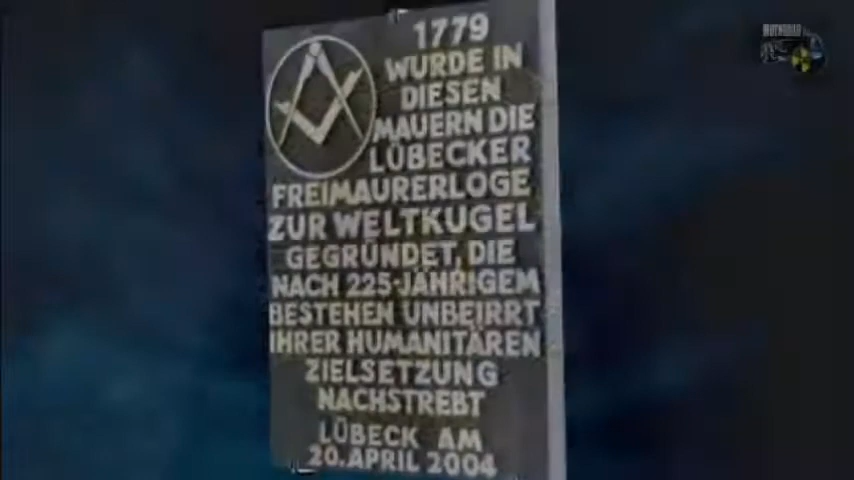 1779
WURDE IN
DIESEN
MAUERN DIE
LÜBECKER
FREIMAURERLOGE
ZUR WELTKUGEL
GEGRÜNDET, DIE
NACH 225-JÄHRIGEM
BESTEHEN UNBEIRRT
IHRER HUMANITÄREN
ZIELSETZUNG
NACHSTREBT
LÜBECK AM
20. APRIL 2004